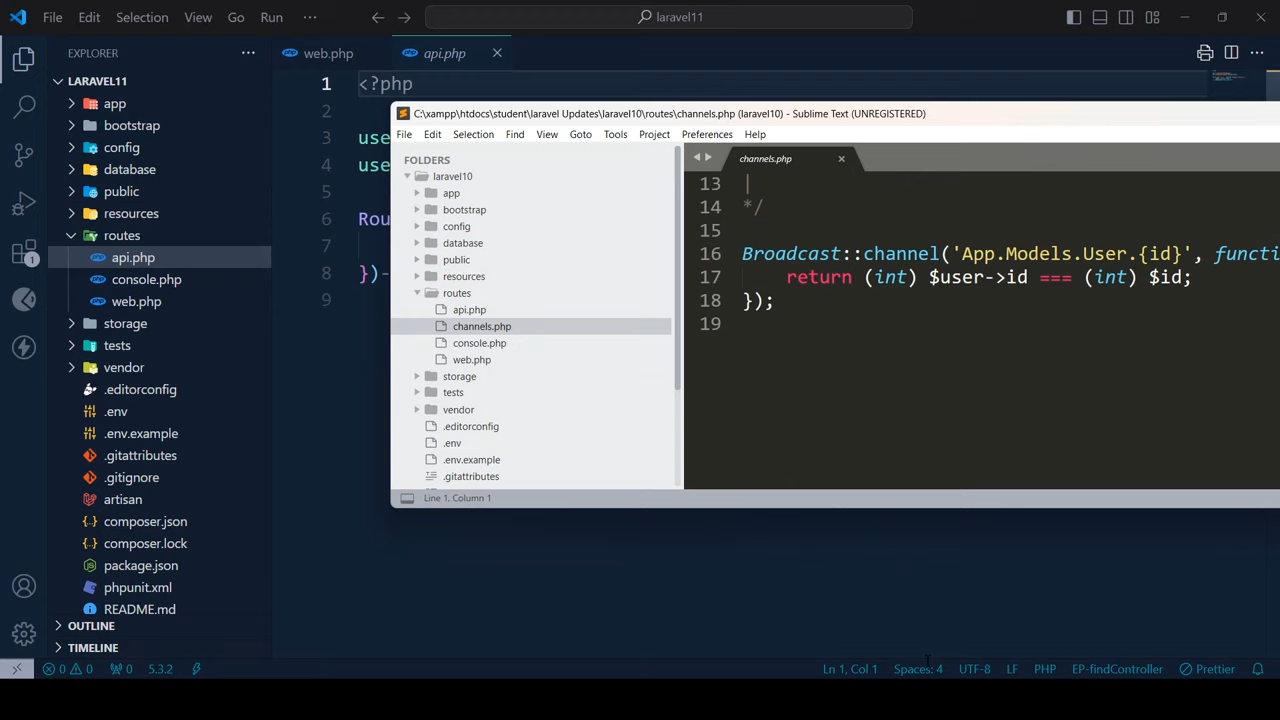 File Edit Selection View Go Run ··· laravel11
EXPLORER ···
LARAVEL11
app
bootstrap
config
database
public
resources
routes
api.php
console.php
web.php
storage
tests
vendor
.editorconfig
.env
.env.example
.gitattributes
.gitignore
artisan
composer.json
composer.lock
package.json
phpunit.xml
README.md
OUTLINE
TIMELINE
1
web.php
api.php
1 <?php
2
3 use
4 use
5
6 Rou
7
8 })-
9
C:\xampp\htdocs\student\laravel Updates\laravel10\routes\channels.php (laravel10) - Sublime Text (UNREGISTERED)
File Edit Selection Find View Goto Tools Project Preferences Help
FOLDERS
laravel10
app
bootstrap
config
database
public
resources
routes
api.php
channels.php
console.php
web.php
storage
tests
vendor
.editorconfig
.env
.env.example
.gitattributes
channels.php
13 |
14 */
15
16 Broadcast::channel('App.Models.User.{id}', functi
17 return (int) $user->id === (int) $id;
18 });
19
Line 1, Column 1
0 0 0 5.3.2 Ln 1, Col 1 Spaces: 4 UTF-8 LF PHP EP-findController Prettier